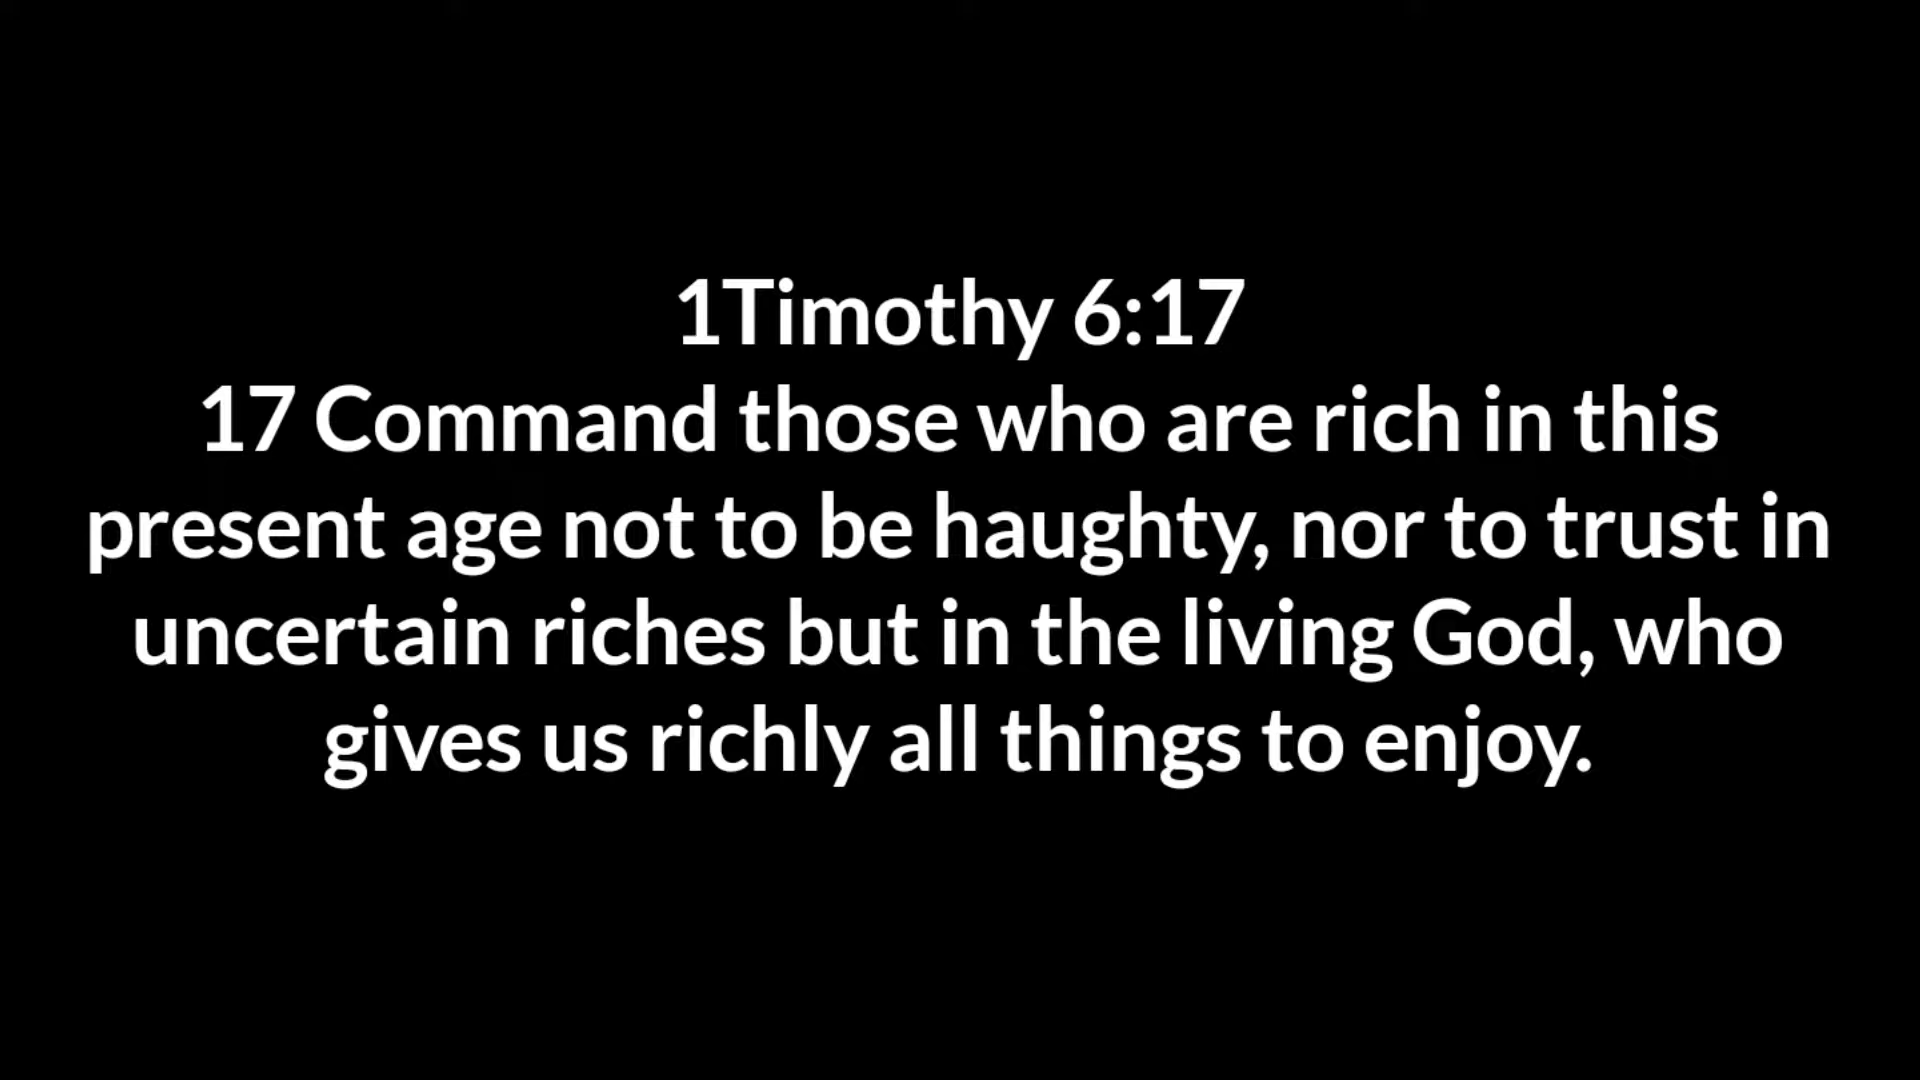 1Timothy 6:17
17 Command those who are rich in this
present age not to be haughty, nor to trust in
uncertain riches but in the living God, who
gives us richly all things to enjoy.